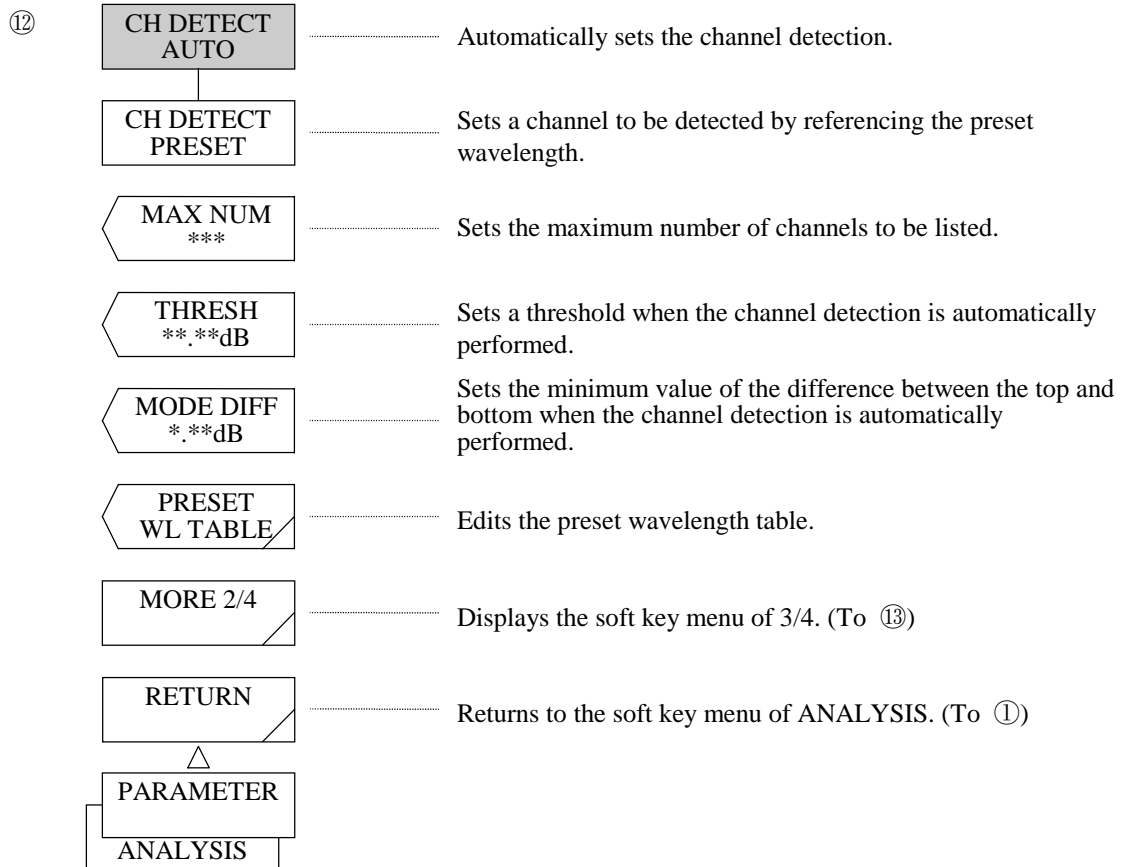 ⑫
CH DETECT
AUTO
Automatically sets the channel detection.
CH DETECT
PRESET
Sets a channel to be detected by referencing the preset
wavelength.
MAX NUM
***
Sets the maximum number of channels to be listed.
THRESH
**.**dB
Sets a threshold when the channel detection is automatically
performed.
MODE DIFF
*.**dB
Sets the minimum value of the difference between the top and
bottom when the channel detection is automatically
performed.
PRESET
WL TABLE
Edits the preset wavelength table.
MORE 2/4
Displays the soft key menu of 3/4. (To ⑬)
RETURN
Returns to the soft key menu of ANALYSIS. (To ①)
PARAMETER
ANALYSIS